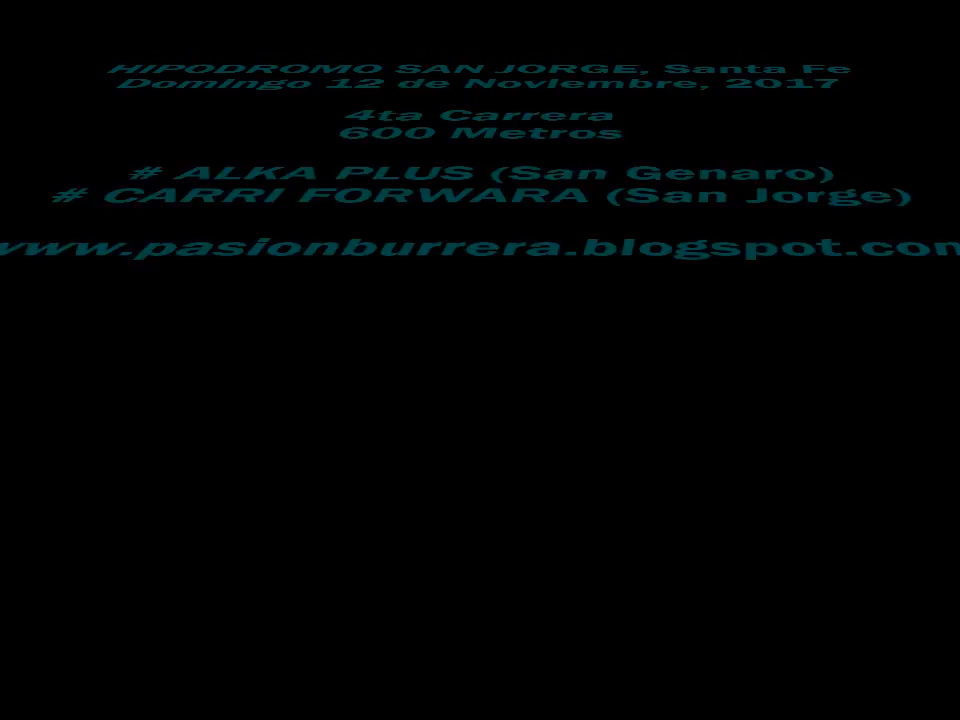 HIPODROMO SAN JORGE, Santa Fe
Domingo 12 de Noviembre, 2017
4ta Carrera
600 Metros
# ALKA PLUS (San Genaro)
# CARRI FORWARA (San Jorge)
www.pasionburrera.blogspot.com